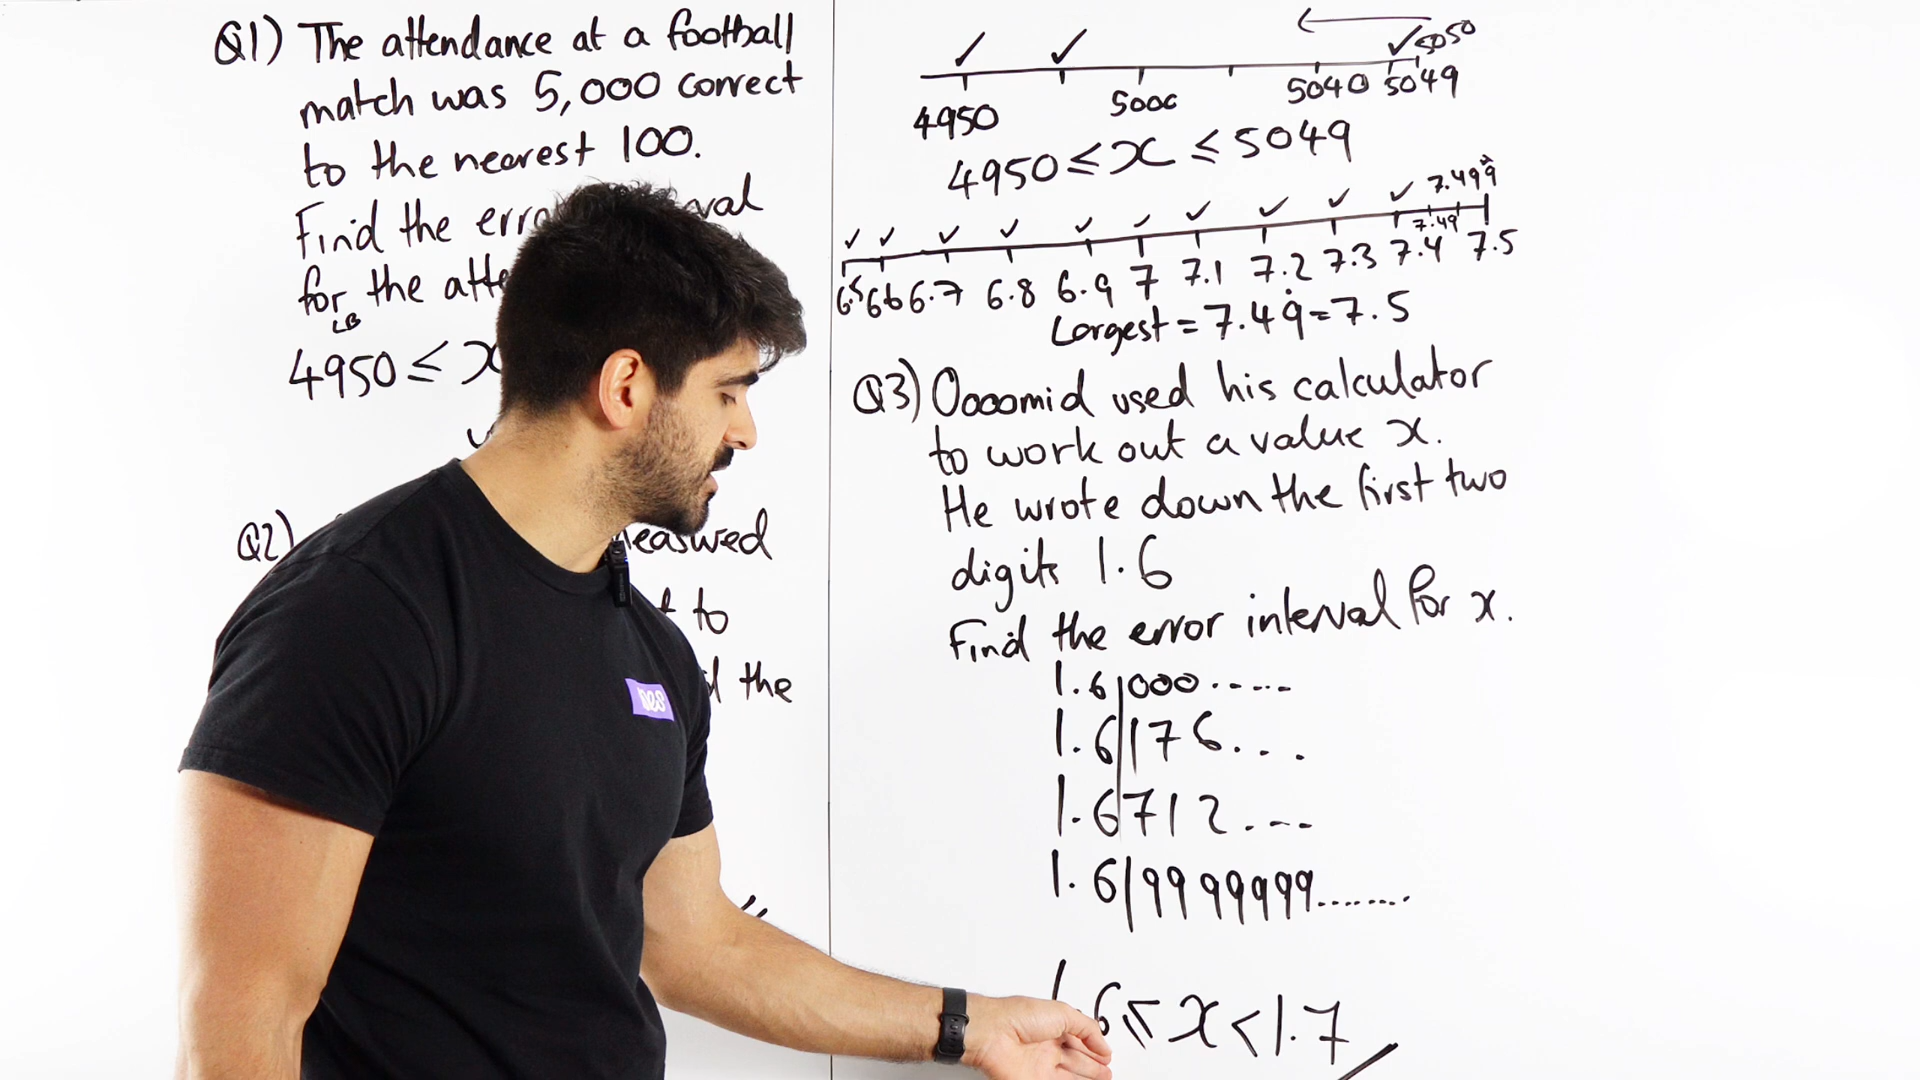 Q1) The attendance at a football
match was 5,000 correct
to the nearest 100.
Find the
for the
LB
4950 ≤ x
Q2)
to
the
4950 5000 5040 5049 5050
4950 ≤ x ≤ 5049
7.499̇
7.49
6.5 6.6 6.7 6.8 6.9 7 7.1 7.2 7.3 7.4 7.5
Largest = 7.49̇ = 7.5
Q3) Oooomid used his calculator
to work out a value x.
He wrote down the first two
digits 1.6
Find the error interval for x.
1.6|000.....
1.6|176...
1.6|712...
1.6|9999999........
1.6 ≤ x < 1.7